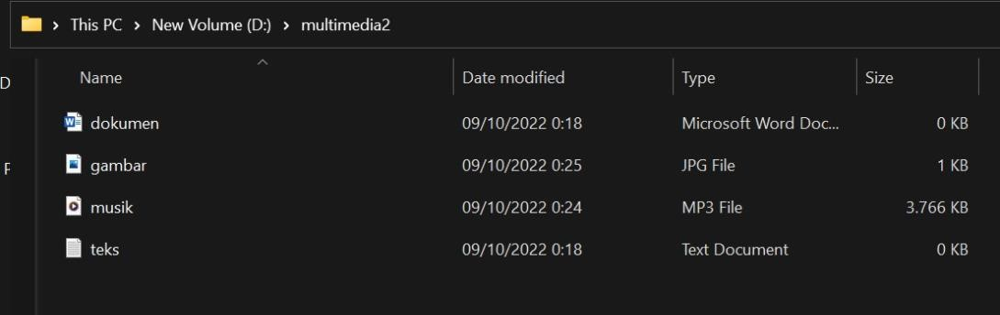 This PC > New Volume (D:) > multimedia2
Name Date modified Type Size
D
dokumen 09/10/2022 0:18 Microsoft Word Doc... 0 KB
gambar 09/10/2022 0:25 JPG File 1 KB
musik 09/10/2022 0:24 MP3 File 3.766 KB
teks 09/10/2022 0:18 Text Document 0 KB